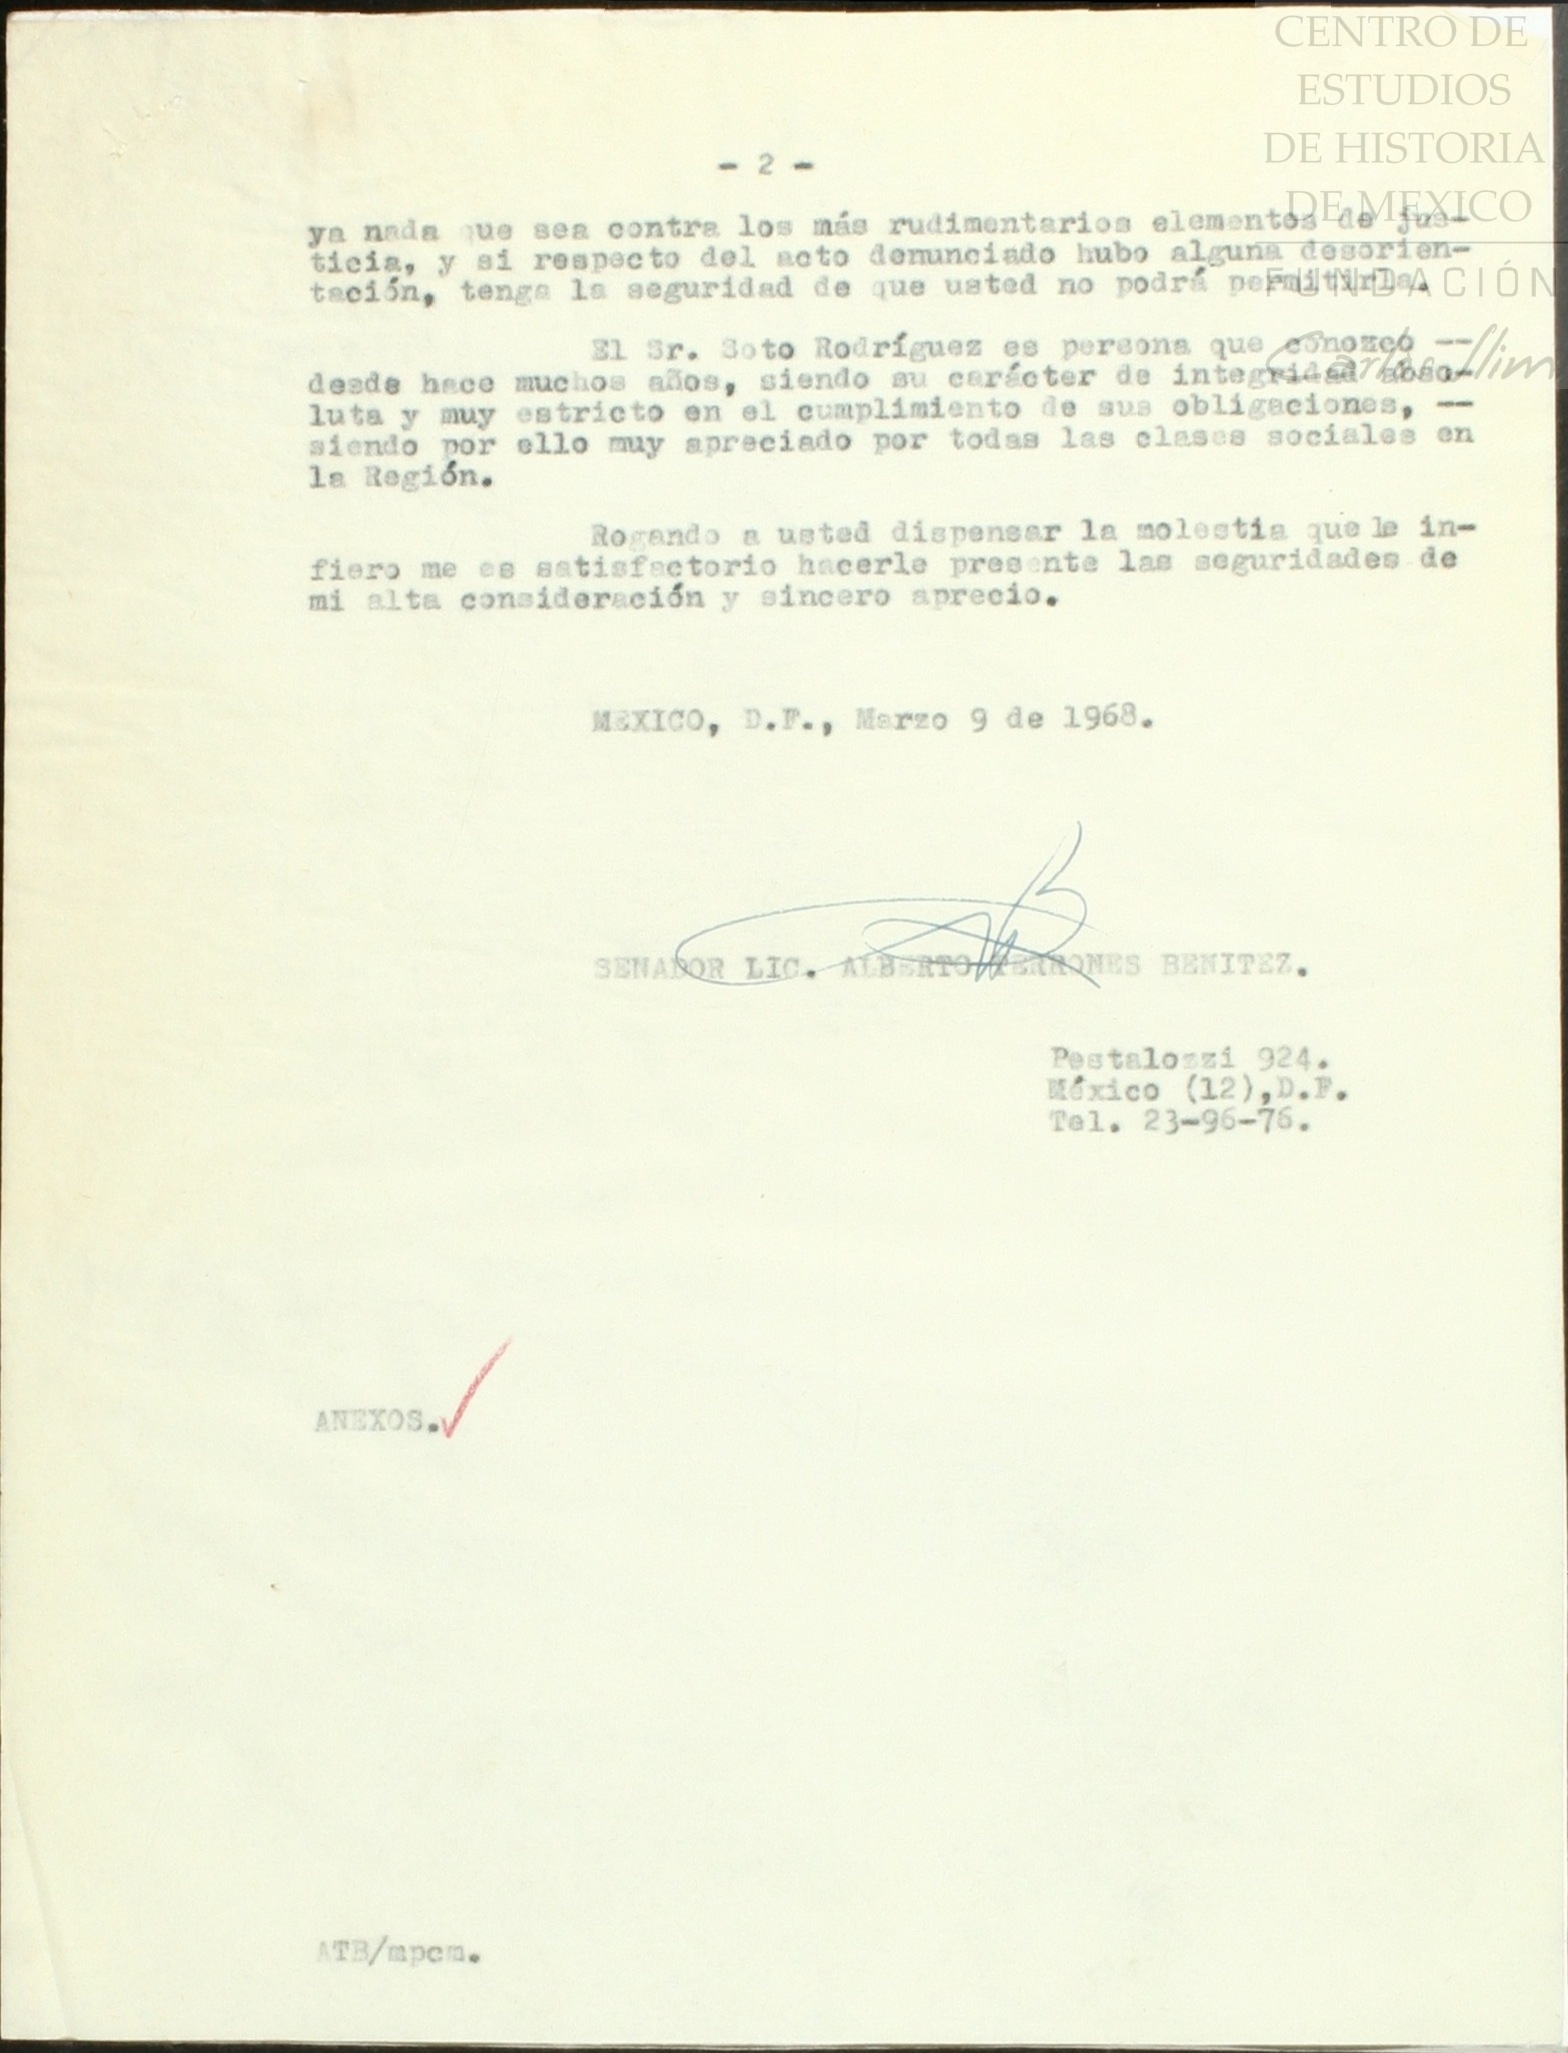 CENTRO DE
ESTUDIOS
DE HISTORIA
DE MEXICO
FUNDACIÓN
Carlos Slim
- 2 -
ya nada que sea contra los más rudimentarios elementos de jus-
ticia, y si respecto del acto denunciado hubo alguna desorien-
tación, tenga la seguridad de que usted no podrá permitirla.
El Sr. Soto Rodríguez es persona que conozco --
desde hace muchos años, siendo su carácter de integridad abso-
luta y muy estricto en el cumplimiento de sus obligaciones, --
siendo por ello muy apreciado por todas las clases sociales en
la Región.
Rogando a usted dispensar la molestia que le in-
fiero me es satisfactorio hacerle presente las seguridades de
mi alta consideración y sincero aprecio.
MEXICO, D.F., Marzo 9 de 1968.
SENADOR LIC. ALBERTO TERRONES BENITEZ.
Pestalozzi 924.
México (12),D.F.
Tel. 23-96-76.
ANEXOS.
ATB/mpcm.